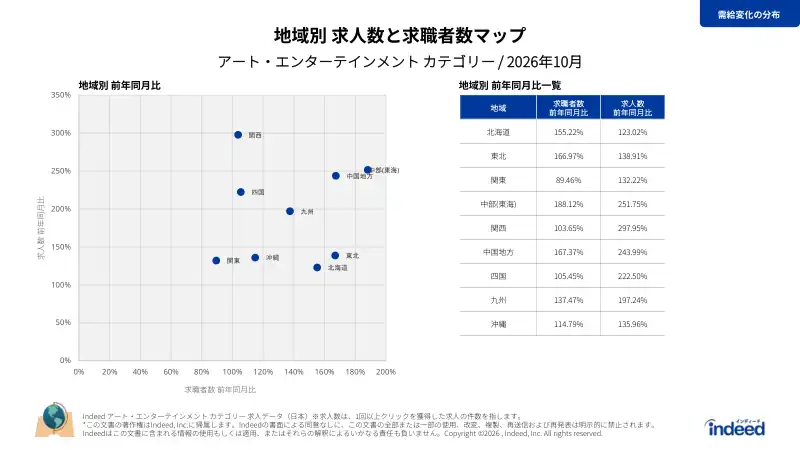 需給変化の分布
地域別 求人数と求職者数マップ
アート・エンターテインメント カテゴリー / 2026年10月
地域別 前年同月比
350%
300%
250%
200%
150%
100%
50%
0%
0% 20% 40% 60% 80% 100% 120% 140% 160% 180% 200%
求人数 前年同月比
求職者数 前年同月比
関西
中部(東海)
中国地方
四国
九州
関東
沖縄
東北
北海道
地域別 前年同月比一覧
地域 求職者数 前年同月比 求人数 前年同月比
北海道 155.22% 123.02%
東北 166.97% 138.91%
関東 89.46% 132.22%
中部(東海) 188.12% 251.75%
関西 103.65% 297.95%
中国地方 167.37% 243.99%
四国 105.45% 222.50%
九州 137.47% 197.24%
沖縄 114.79% 135.96%
Indeed アート・エンターテインメント カテゴリー 求人データ（日本）※求人数は、1回以上クリックを獲得した求人の件数を指します。
*この文書の著作権はIndeed, Inc.に帰属します。Indeedの書面による同意なしに、この文書の全部または一部の使用、改変、複製、再送信および再発表は明示的に禁止されます。
Indeedはこの文書に含まれる情報の使用もしくは適用、またはそれらの解釈によるいかなる責任も負いません。Copyright ©2026 , Indeed, Inc. All rights reserved.
インディード
indeed